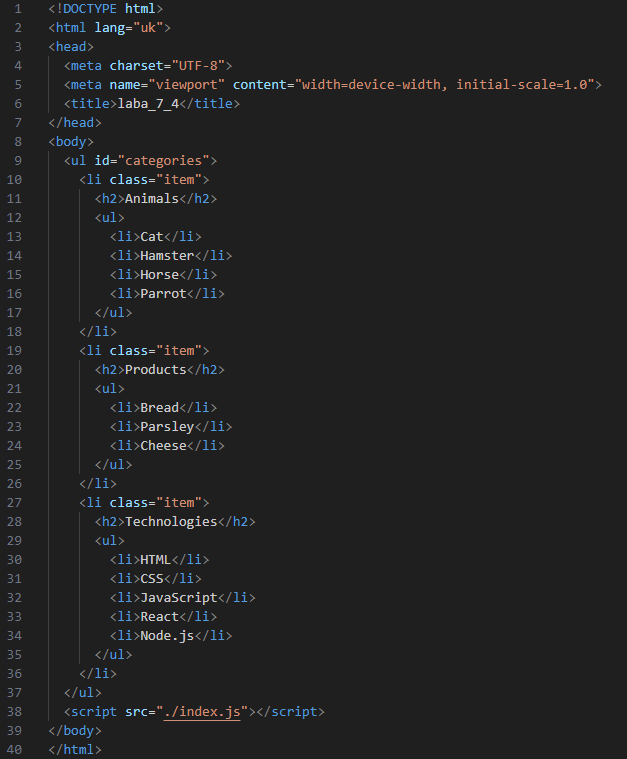 1 <!DOCTYPE html>
2 <html lang="uk">
3 <head>
4   <meta charset="UTF-8">
5   <meta name="viewport" content="width=device-width, initial-scale=1.0">
6   <title>laba_7_4</title>
7 </head>
8 <body>
9   <ul id="categories">
10     <li class="item">
11       <h2>Animals</h2>
12       <ul>
13         <li>Cat</li>
14         <li>Hamster</li>
15         <li>Horse</li>
16         <li>Parrot</li>
17       </ul>
18     </li>
19     <li class="item">
20       <h2>Products</h2>
21       <ul>
22         <li>Bread</li>
23         <li>Parsley</li>
24         <li>Cheese</li>
25       </ul>
26     </li>
27     <li class="item">
28       <h2>Technologies</h2>
29       <ul>
30         <li>HTML</li>
31         <li>CSS</li>
32         <li>JavaScript</li>
33         <li>React</li>
34         <li>Node.js</li>
35       </ul>
36     </li>
37   </ul>
38   <script src="./index.js"></script>
39 </body>
40 </html>